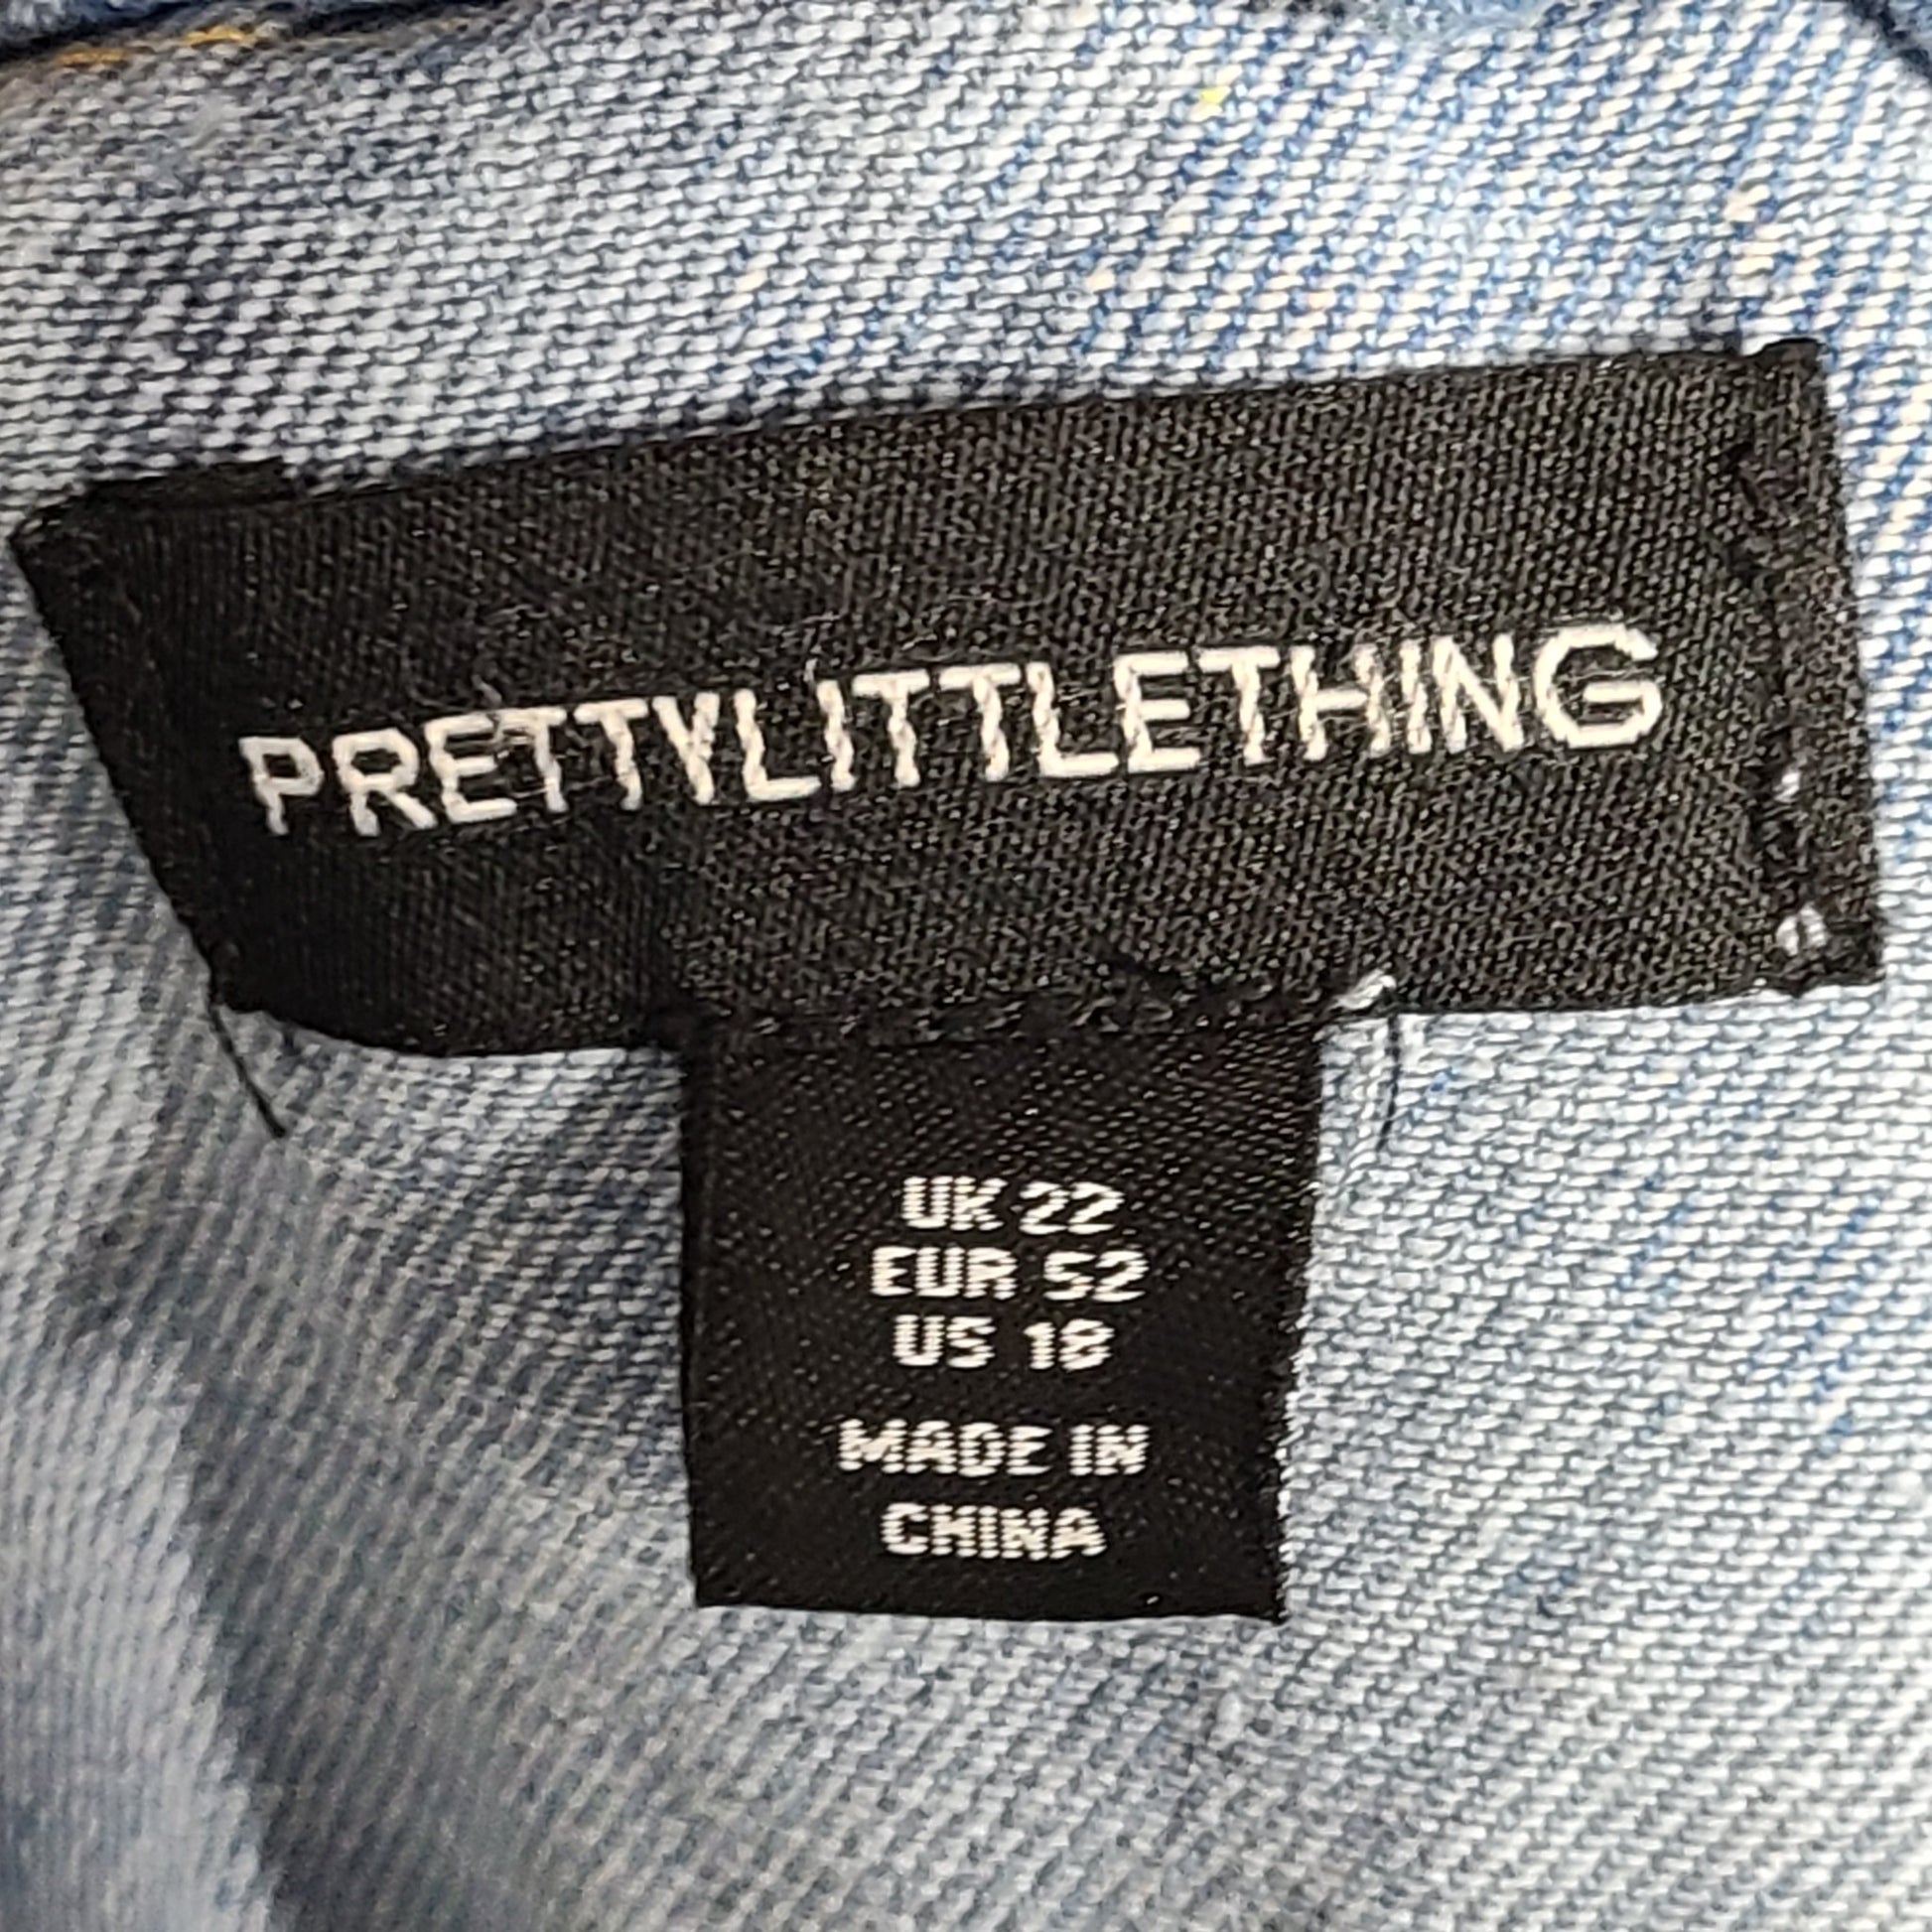 PRETTYLITTLETHING
UK 22
EUR 52
US 18
MADE IN
CHINA